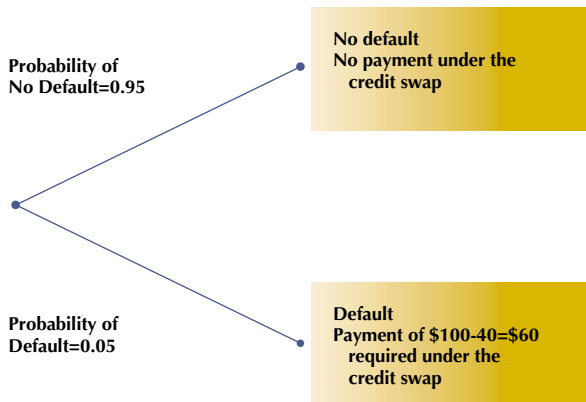 Probability of
No Default=0.95
No default
No payment under the
credit swap
Probability of
Default=0.05
Default
Payment of $100-40=$60
required under the
credit swap